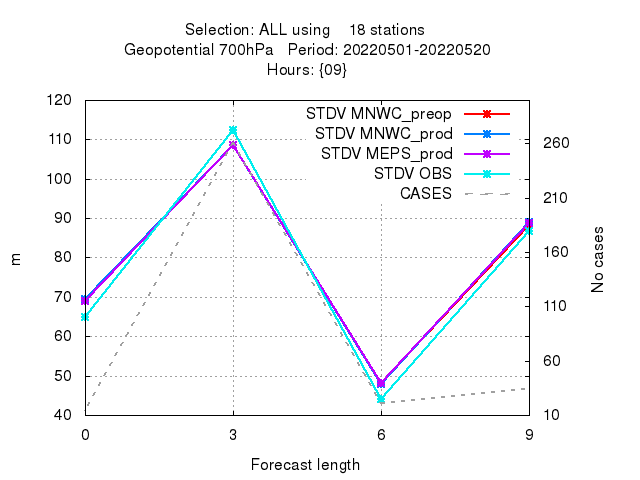 Selection: ALL using 18 stations
Geopotential 700hPa Period: 20220501-20220520
Hours: {09}
STDV MNWC_preop
STDV MNWC_prod
STDV MEPS_prod
STDV OBS
CASES
120
110
100
90
80
70
60
50
40
m
260
210
160
110
60
10
No cases
0 3 6 9
Forecast length